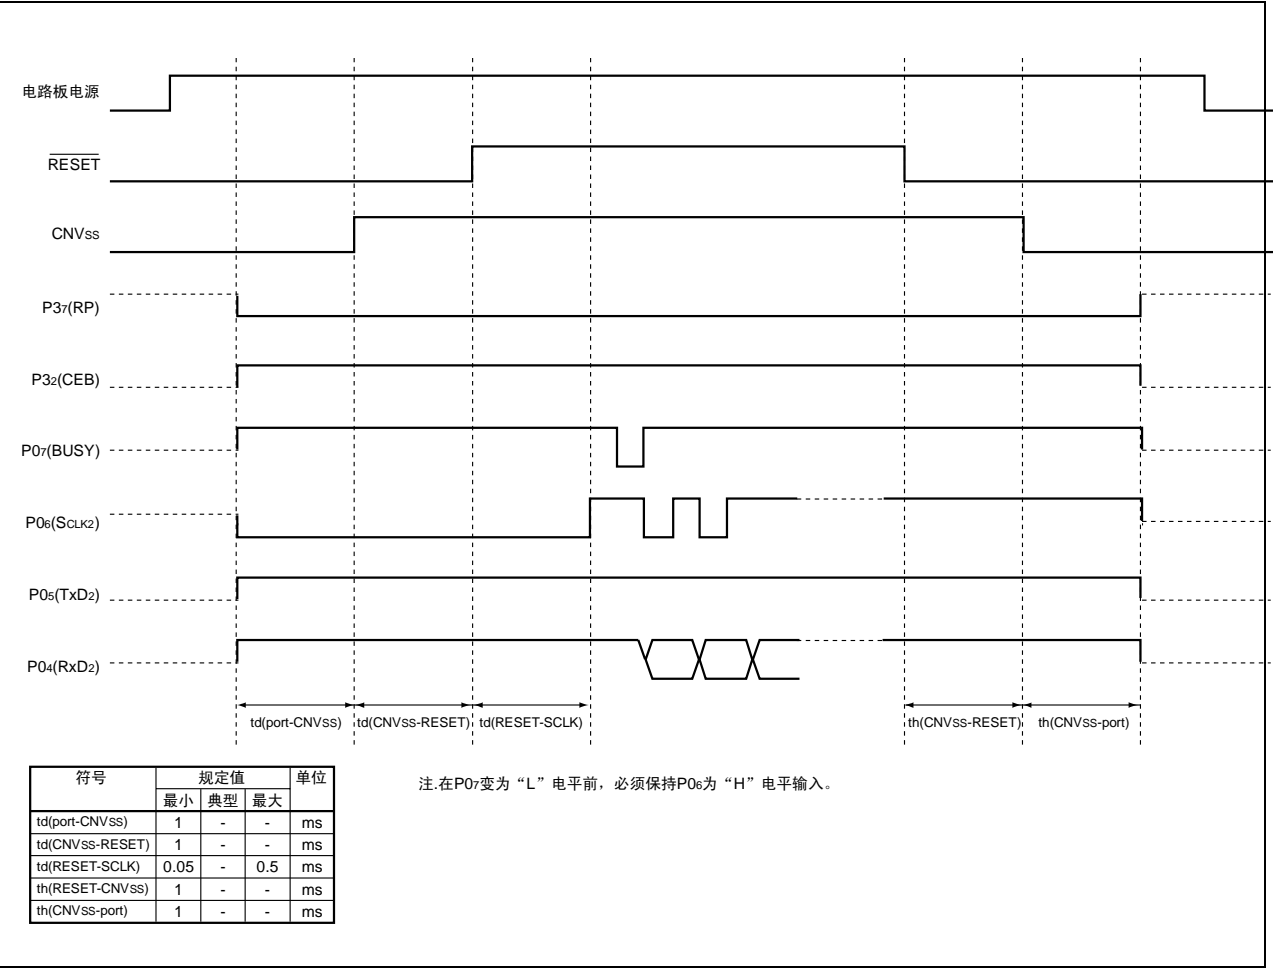 电路板电源
RESET
CNVSS
P37(RP)
P32(CEB)
P07(BUSY)
P06(SCLK2)
P05(TxD2)
P04(RxD2)
td(port-CNVSS) td(CNVSS-RESET) td(RESET-SCLK) th(CNVSS-RESET) th(CNVSS-port)
注.在P07变为“L”电平前，必须保持P06为“H”电平输入。
符号 规定值 单位
最小 典型 最大
td(port-CNVSS) 1 - - ms
td(CNVSS-RESET) 1 - - ms
td(RESET-SCLK) 0.05 - 0.5 ms
th(RESET-CNVSS) 1 - - ms
th(CNVSS-port) 1 - - ms